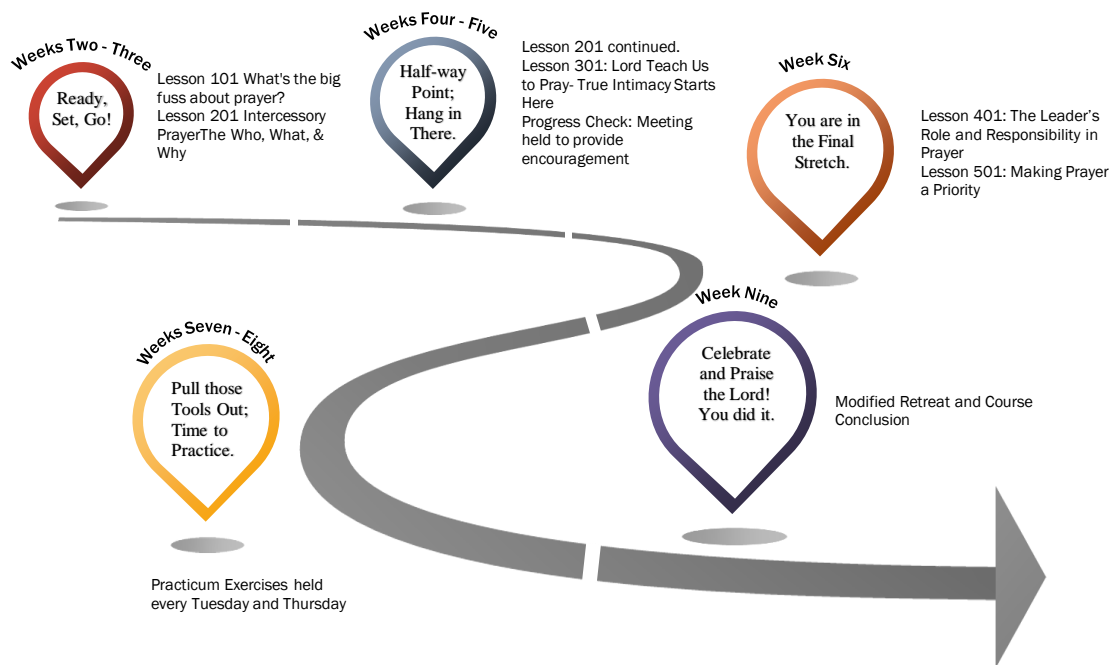 Weeks Two - Three
Ready,
Set, Go!
Lesson 101 What's the big
fuss about prayer?
Lesson 201 Intercessory
PrayerThe Who, What, &
Why
Weeks Four - Five
Half-way
Point;
Hang in
There.
Lesson 201 continued.
Lesson 301: Lord Teach Us
to Pray- True Intimacy Starts
Here
Progress Check: Meeting
held to provide
encouragement
Week Six
You are in
the Final
Stretch.
Lesson 401: The Leader’s
Role and Responsibility in
Prayer
Lesson 501: Making Prayer
a Priority
Weeks Seven - Eight
Pull those
Tools Out;
Time to
Practice.
Practicum Exercises held
every Tuesday and Thursday
Week Nine
Celebrate
and Praise
the Lord!
You did it.
Modified Retreat and Course
Conclusion